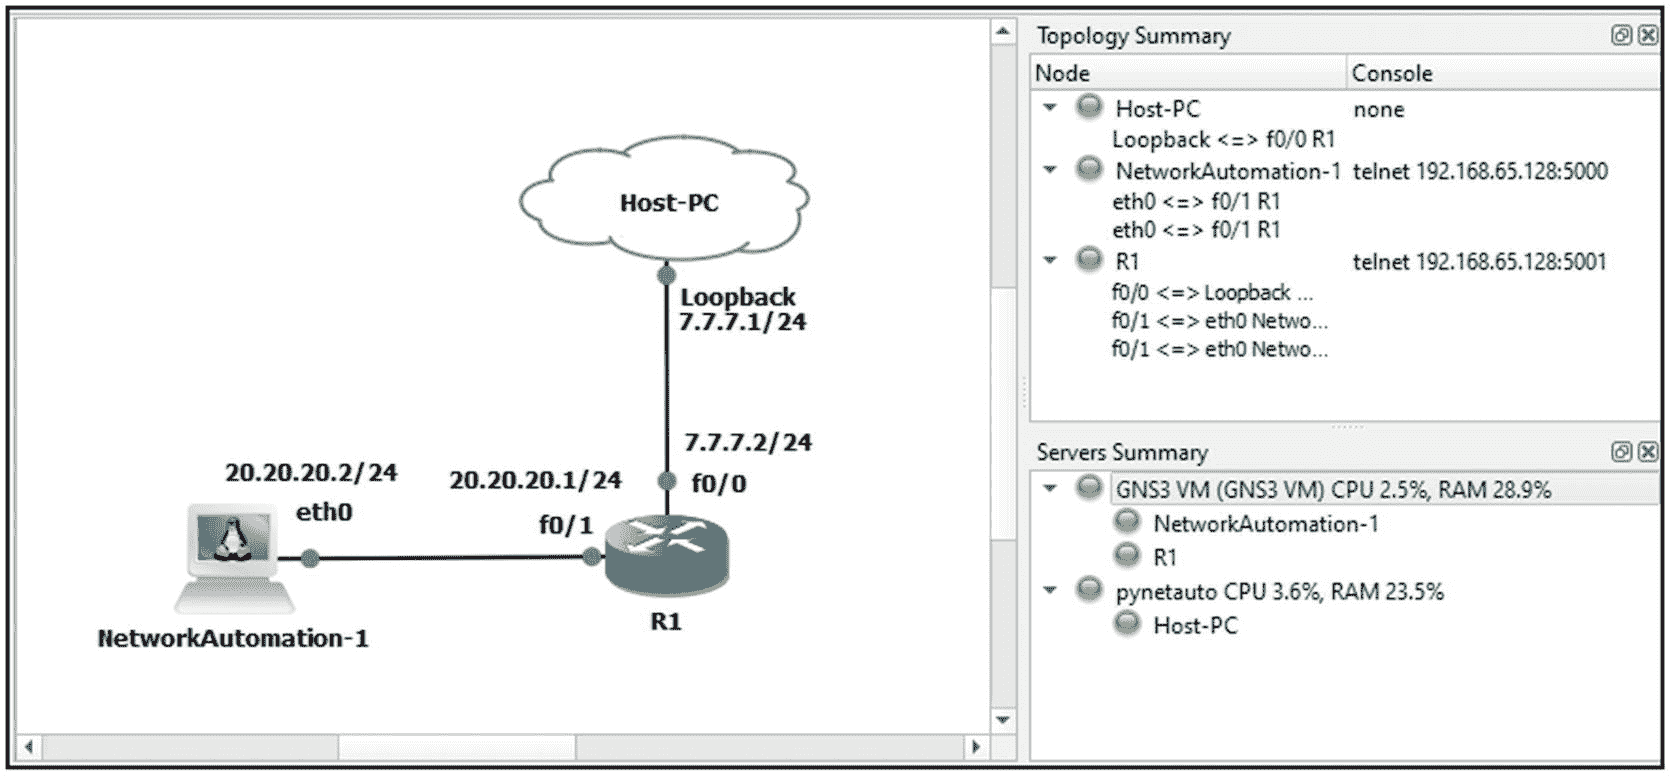 Host-PC
Loopback
7.7.7.1/24
7.7.7.2/24
f0/0
20.20.20.2/24
eth0
20.20.20.1/24
f0/1
R1
NetworkAutomation-1
Topology Summary
Node Console
Host-PC none
Loopback <=> f0/0 R1
NetworkAutomation-1 telnet 192.168.65.128:5000
eth0 <=> f0/1 R1
eth0 <=> f0/1 R1
R1 telnet 192.168.65.128:5001
f0/0 <=> Loopback ...
f0/1 <=> eth0 Netwo...
f0/1 <=> eth0 Netwo...
Servers Summary
GNS3 VM (GNS3 VM) CPU 2.5%, RAM 28.9%
NetworkAutomation-1
R1
pynetauto CPU 3.6%, RAM 23.5%
Host-PC